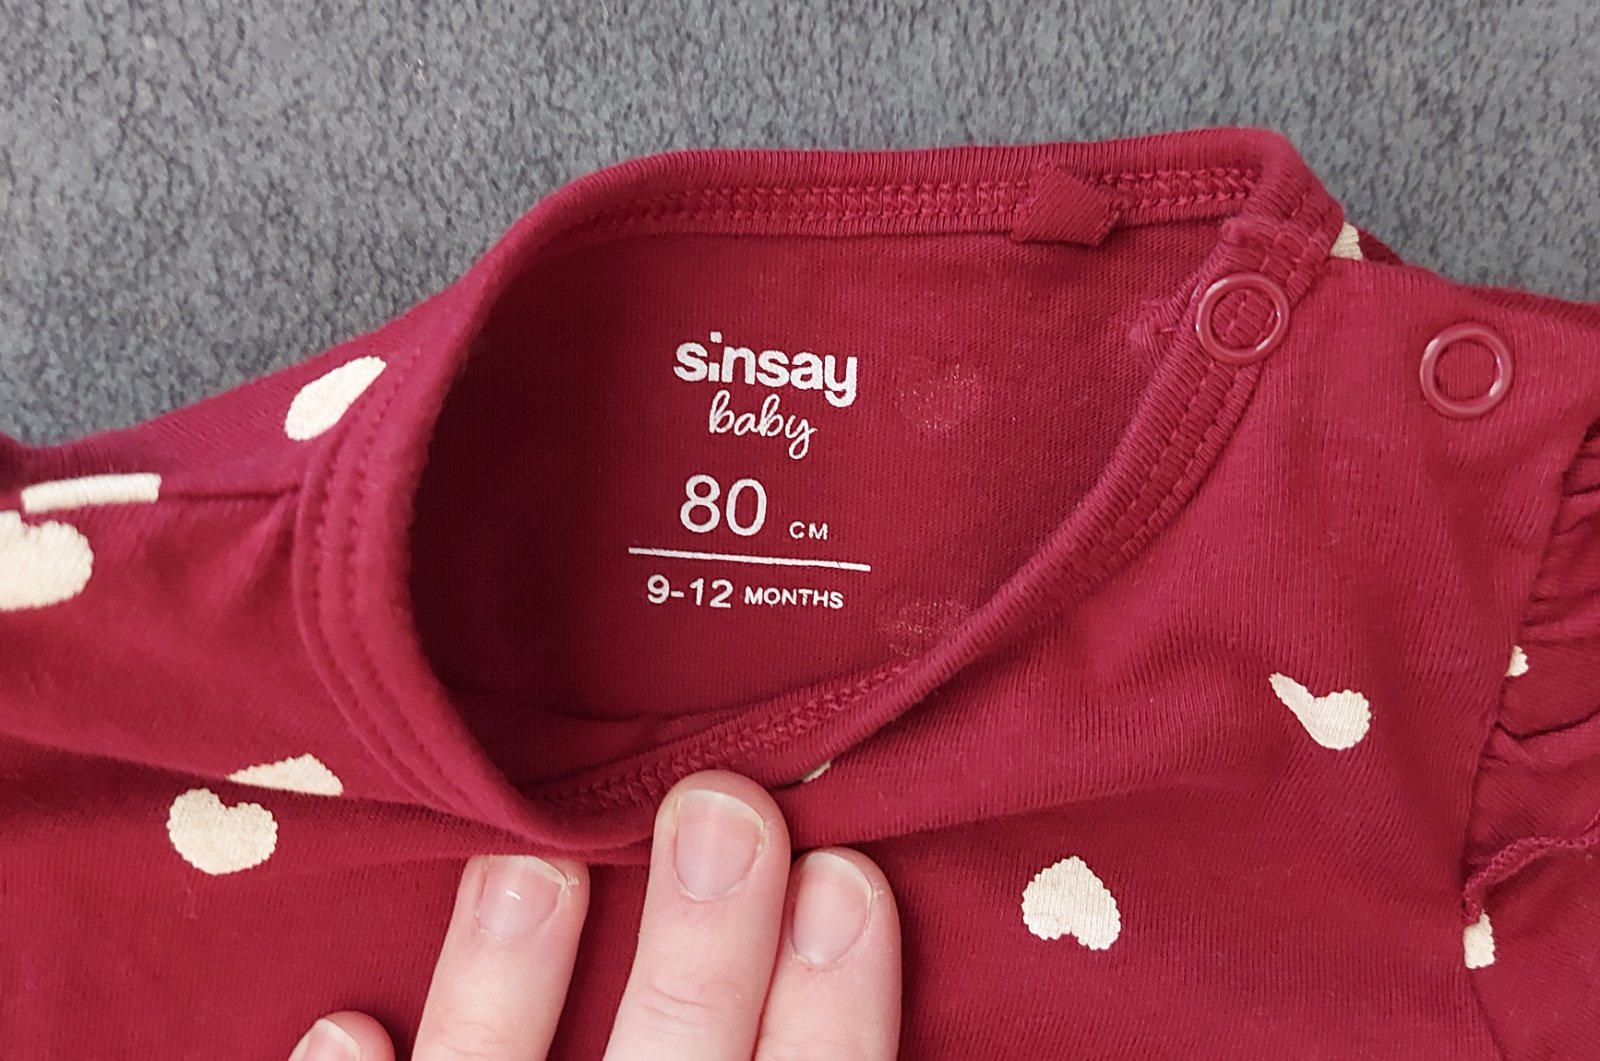 sinsay
baby
80 CM
9-12 MONTHS